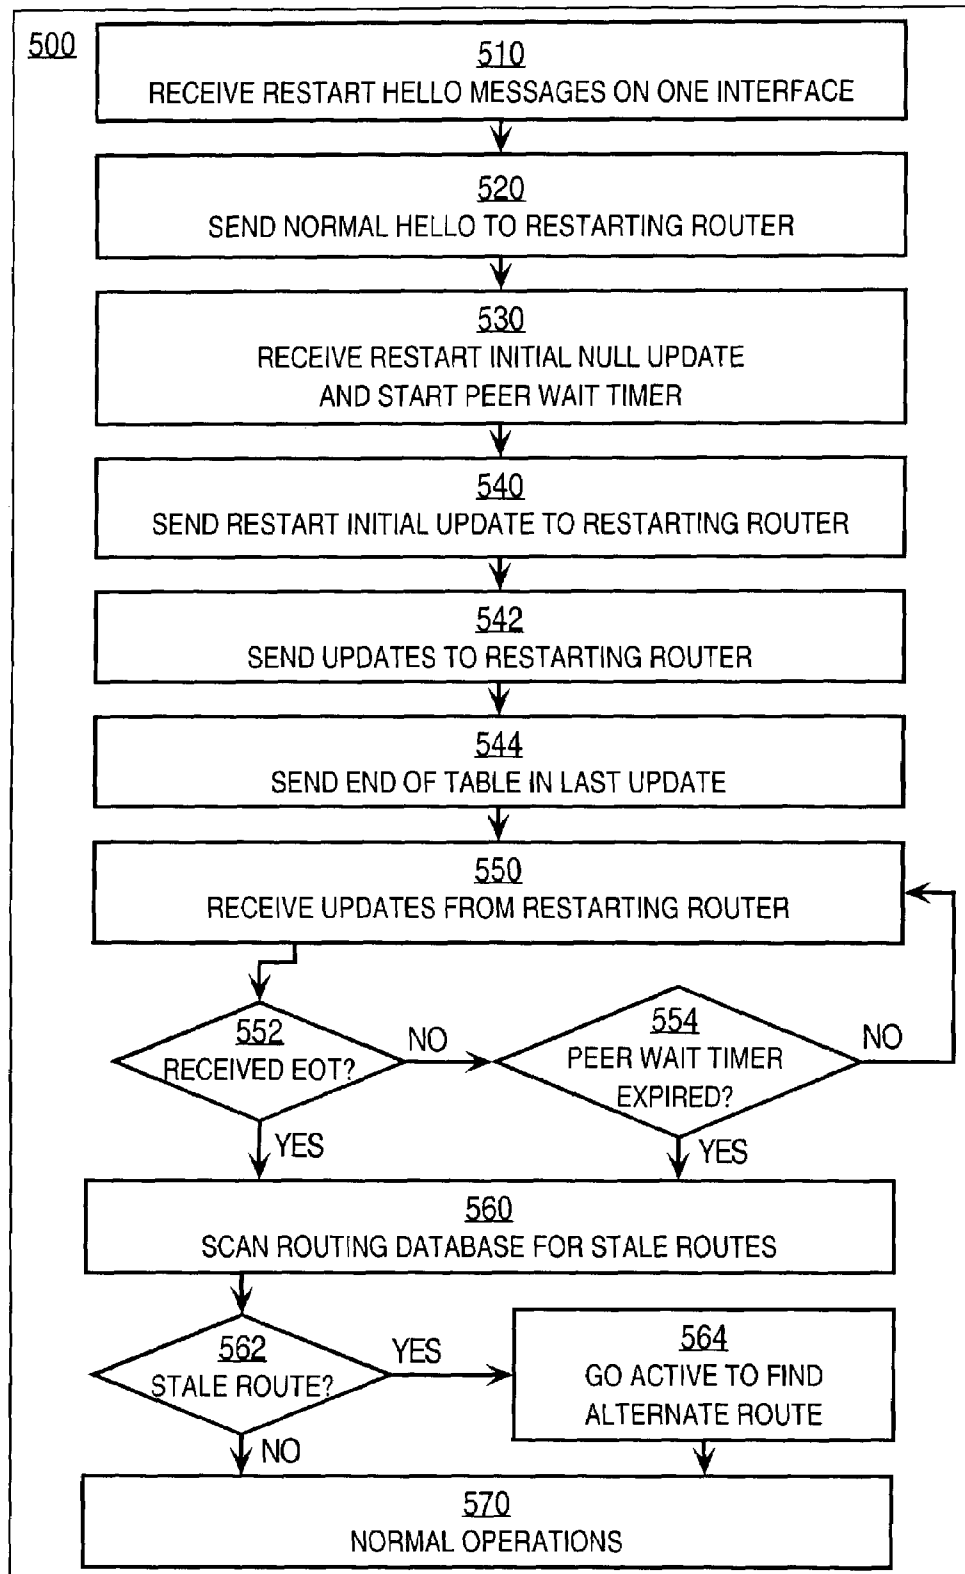 500
510
RECEIVE RESTART HELLO MESSAGES ON ONE INTERFACE
520
SEND NORMAL HELLO TO RESTARTING ROUTER
530
RECEIVE RESTART INITIAL NULL UPDATE
AND START PEER WAIT TIMER
540
SEND RESTART INITIAL UPDATE TO RESTARTING ROUTER
542
SEND UPDATES TO RESTARTING ROUTER
544
SEND END OF TABLE IN LAST UPDATE
550
RECEIVE UPDATES FROM RESTARTING ROUTER
552
RECEIVED EOT?
NO
554
PEER WAIT TIMER
EXPIRED?
NO
YES
YES
560
SCAN ROUTING DATABASE FOR STALE ROUTES
562
STALE ROUTE?
YES
564
GO ACTIVE TO FIND
ALTERNATE ROUTE
NO
570
NORMAL OPERATIONS